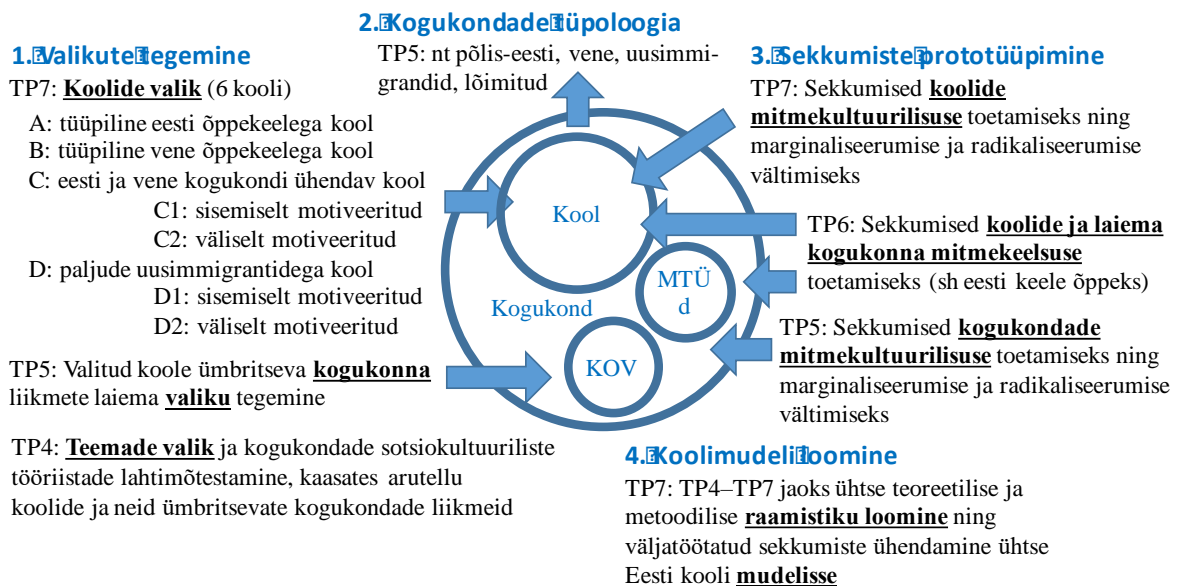 1. Valikute tegemine
TP7: Koolide valik (6 kooli)
A: tüüpiline eesti õppekeelega kool
B: tüüpiline vene õppekeelega kool
C: eesti ja vene kogukondi ühendav kool
C1: sisemiselt motiveeritud
C2: väliselt motiveeritud
D: paljude uusimmigrantidega kool
D1: sisemiselt motiveeritud
D2: väliselt motiveeritud
TP5: Valitud koole ümbritseva kogukonna
liikmete laiema valiku tegemine
TP4: Teemade valik ja kogukondade sotsiokultuuriliste
tööriistade lahtimõtestamine, kaasates arutellu
koolide ja neid ümbritsevate kogukondade liikmeid
2. Kogukondade tüpoloogia
TP5: nt põlis-eesti, vene, uusimmi-
grandid, lõimitud
Kool
Kogukond
MTÜ
d
KOV
3. Sekkumiste prototüüpimine
TP7: Sekkumised koolide
mitmekultuurilisuse toetamiseks ning
marginaliseerumise ja radikaliseerumise
vältimiseks
TP6: Sekkumised koolide ja laiema
kogukonna mitmekeelsuse
toetamiseks (sh eesti keele õppeks)
TP5: Sekkumised kogukondade
mitmekultuurilisuse toetamiseks ning
marginaliseerumise ja radikaliseerumise
vältimiseks
4. Koolimudeli loomine
TP7: TP4–TP7 jaoks ühtse teoreetilise ja
metoodilise raamistiku loomine ning
väljatöötatud sekkumiste ühendamine ühtse
Eesti kooli mudelisse